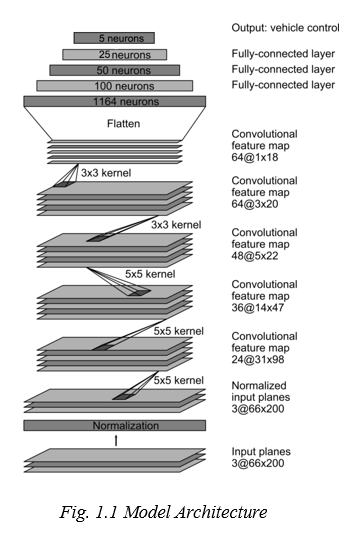 Output: vehicle control
5 neurons
25 neurons
Fully-connected layer
50 neurons
Fully-connected layer
100 neurons
Fully-connected layer
1164 neurons
Flatten
Convolutional
feature map
64@1x18
3x3 kernel
Convolutional
feature map
64@3x20
3x3 kernel
Convolutional
feature map
48@5x22
5x5 kernel
Convolutional
feature map
36@14x47
5x5 kernel
Convolutional
feature map
24@31x98
5x5 kernel
Normalized
input planes
3@66x200
Normalization
Input planes
3@66x200
Fig. 1.1 Model Architecture